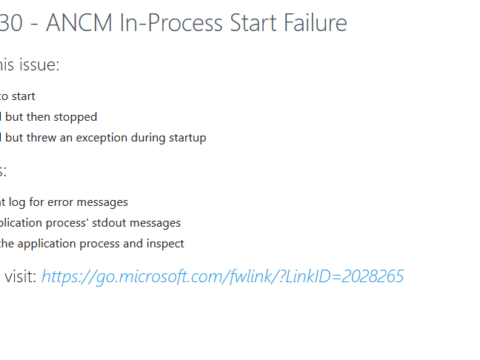 30 - ANCM In-Process Start Failure
his issue:
to start
d but then stopped
d but threw an exception during startup
s:
nt log for error messages
plication process’ stdout messages
the application process and inspect
visit: https://go.microsoft.com/fwlink/?LinkID=2028265